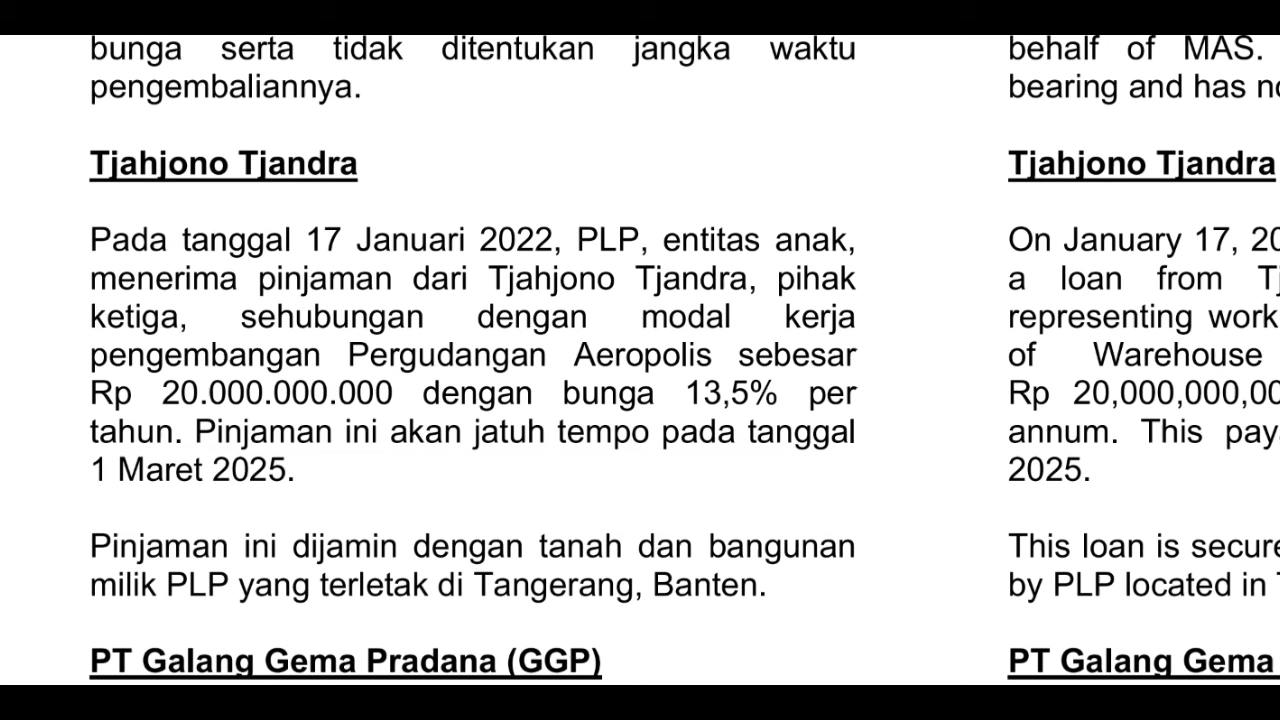 bunga serta tidak ditentukan jangka waktu
pengembaliannya.
Tjahjono Tjandra
Pada tanggal 17 Januari 2022, PLP, entitas anak,
menerima pinjaman dari Tjahjono Tjandra, pihak
ketiga, sehubungan dengan modal kerja
pengembangan Pergudangan Aeropolis sebesar
Rp 20.000.000.000 dengan bunga 13,5% per
tahun. Pinjaman ini akan jatuh tempo pada tanggal
1 Maret 2025.
Pinjaman ini dijamin dengan tanah dan bangunan
milik PLP yang terletak di Tangerang, Banten.
PT Galang Gema Pradana (GGP)
behalf of MAS.
bearing and has
Tjahjono Tjandra
On January 17,
a loan from
representing
of Warehouse
Rp
annum. This
2025.
This loan is
by PLP located in
PT Galang Gema